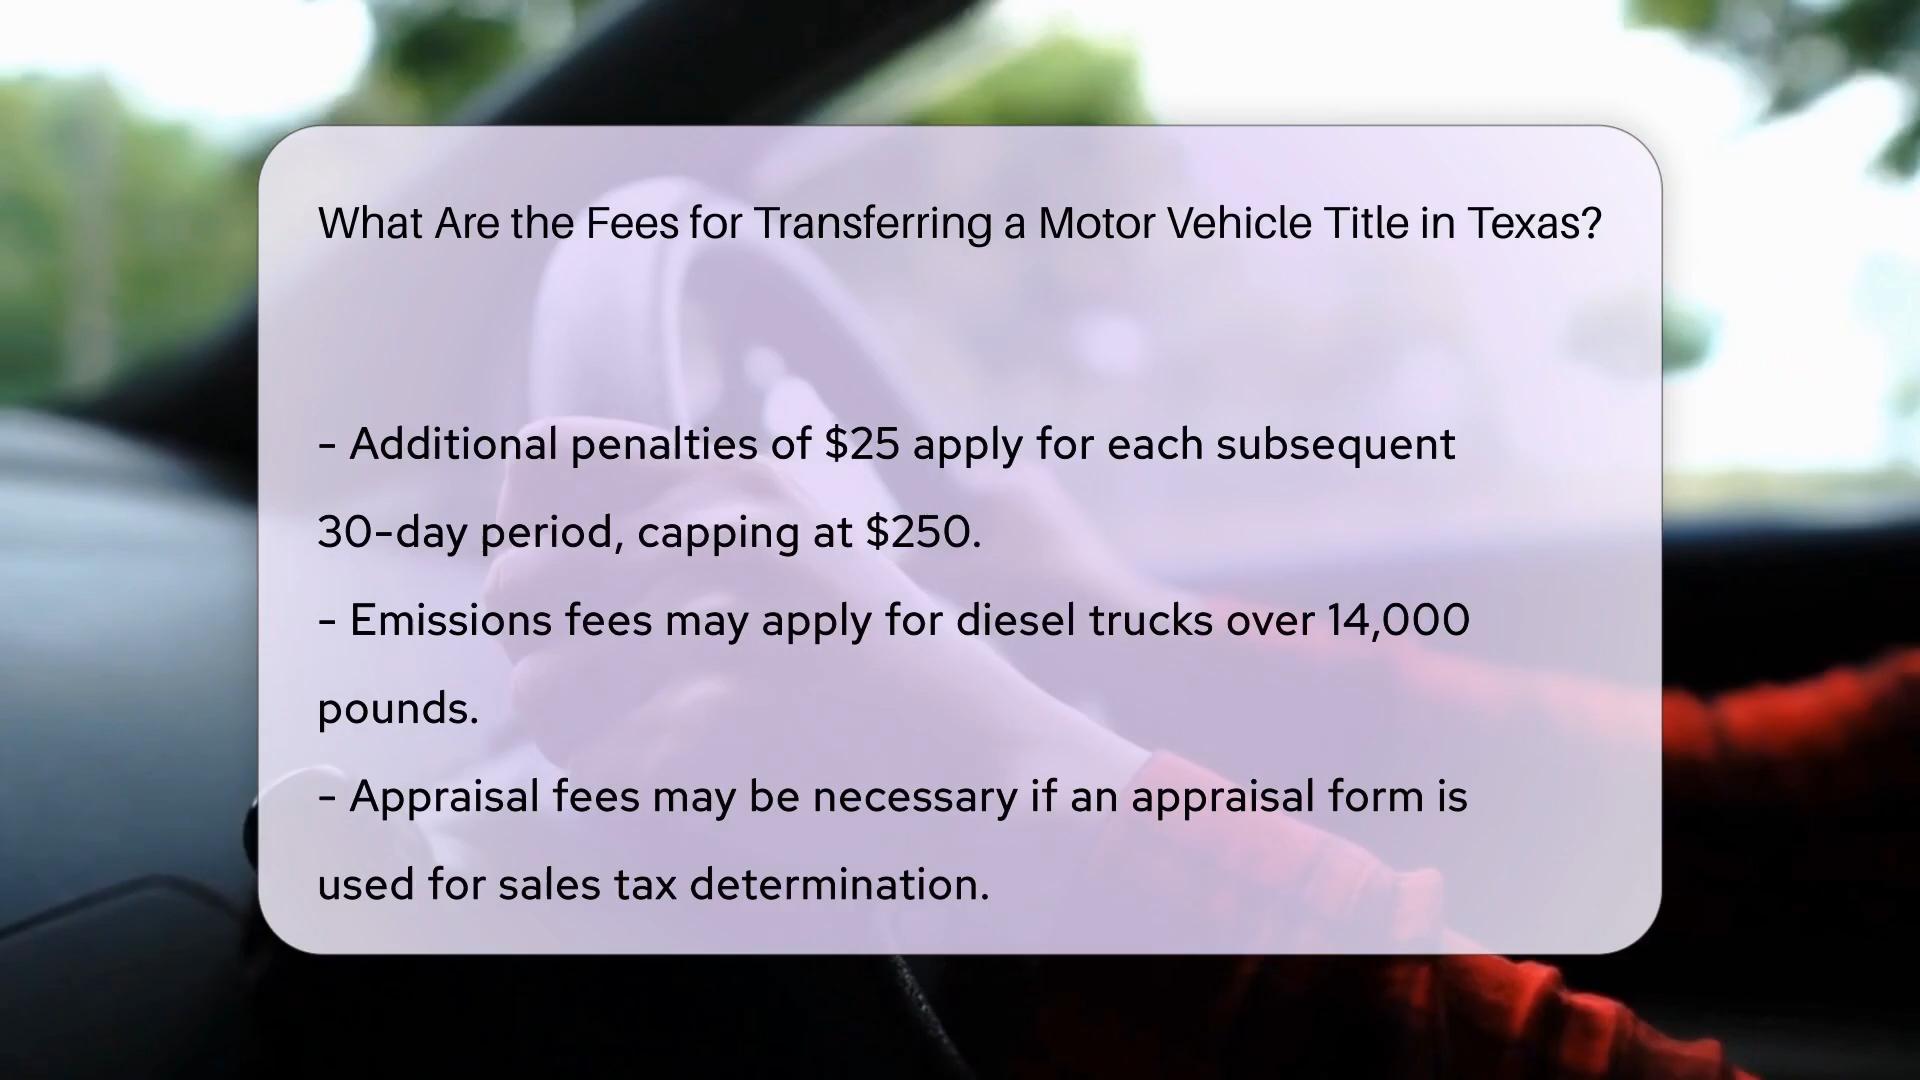 What Are the Fees for Transferring a Motor Vehicle Title in Texas?
- Additional penalties of $25 apply for each subsequent
30-day period, capping at $250.
- Emissions fees may apply for diesel trucks over 14,000
pounds.
- Appraisal fees may be necessary if an appraisal form is
used for sales tax determination.